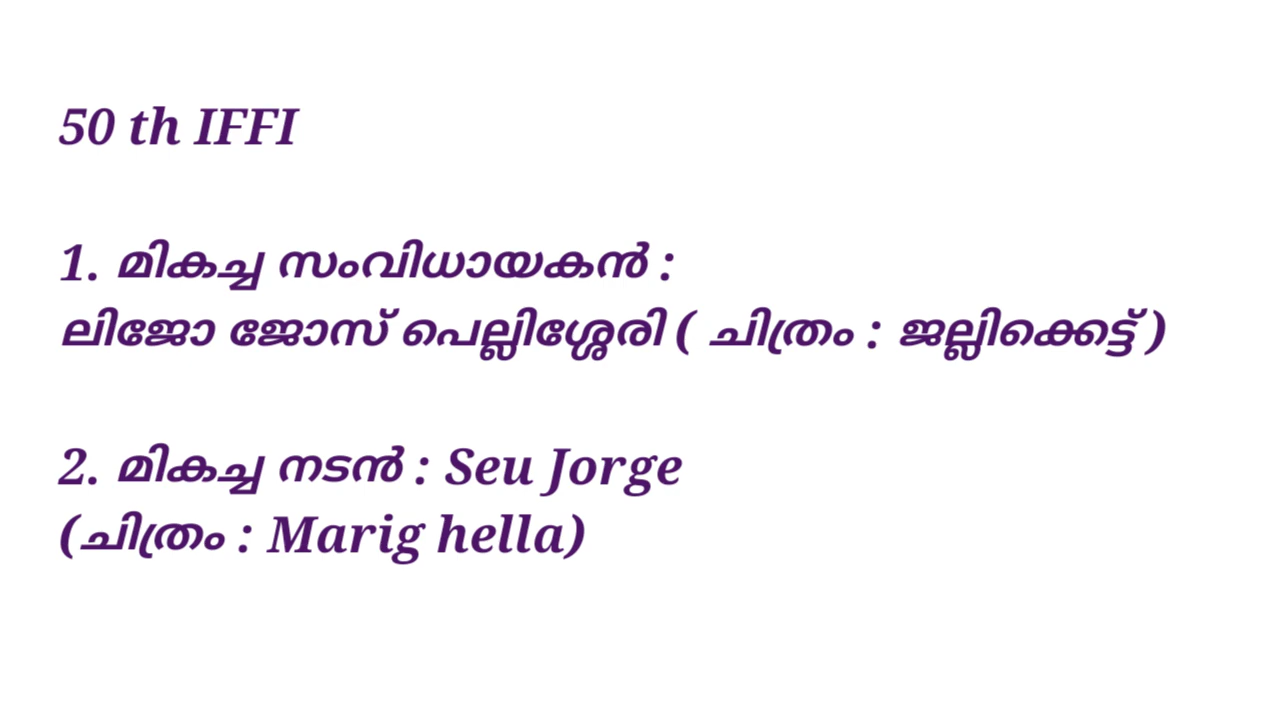 50 th IFFI
1. മികച്ച സംവിധായകൻ :
ലിജോ ജോസ് പെല്ലിശ്ശേരി ( ചിത്രം : ജല്ലിക്കെട്ട് )
2. മികച്ച നടൻ : Seu Jorge
(ചിത്രം : Marig hella)